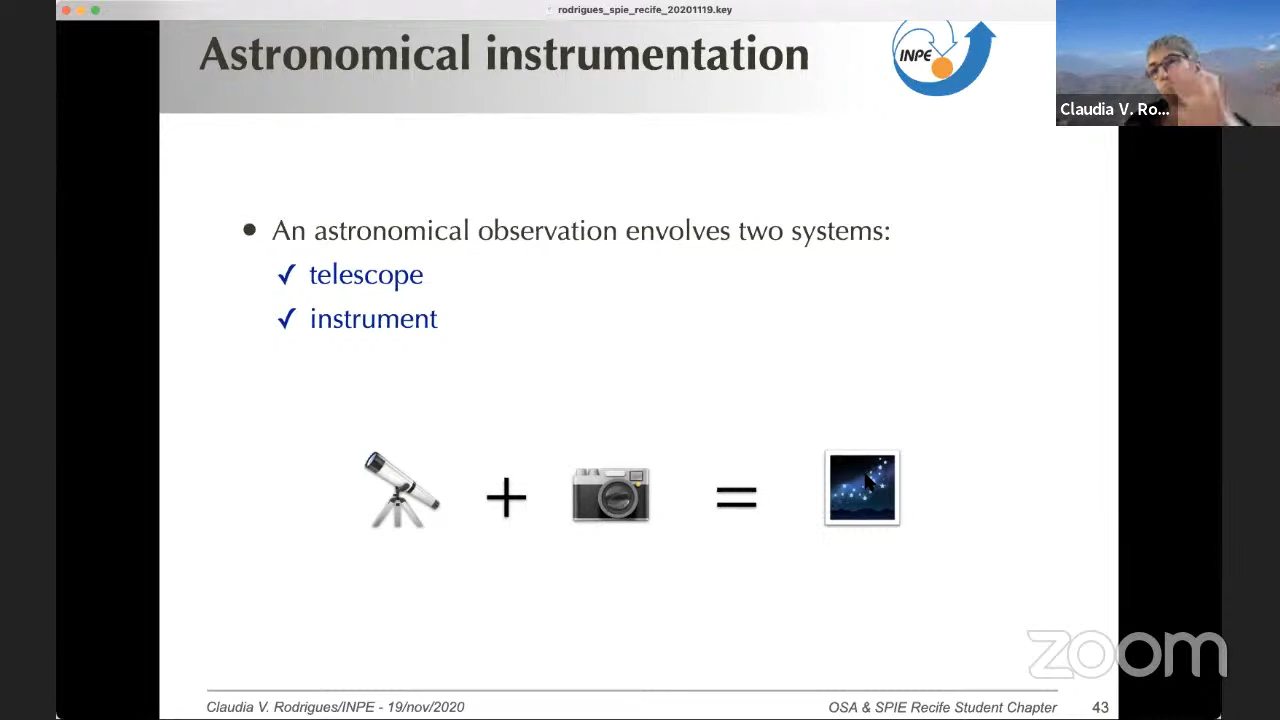 rodrigues_spie_recife_20201119.key
Astronomical instrumentation
INPE
Claudia V. Ro...
● An astronomical observation envolves two systems:
✓ telescope
✓ instrument
+
=
zoom
Claudia V. Rodrigues/INPE - 19/nov/2020
OSA & SPIE Recife Student Chapter
43